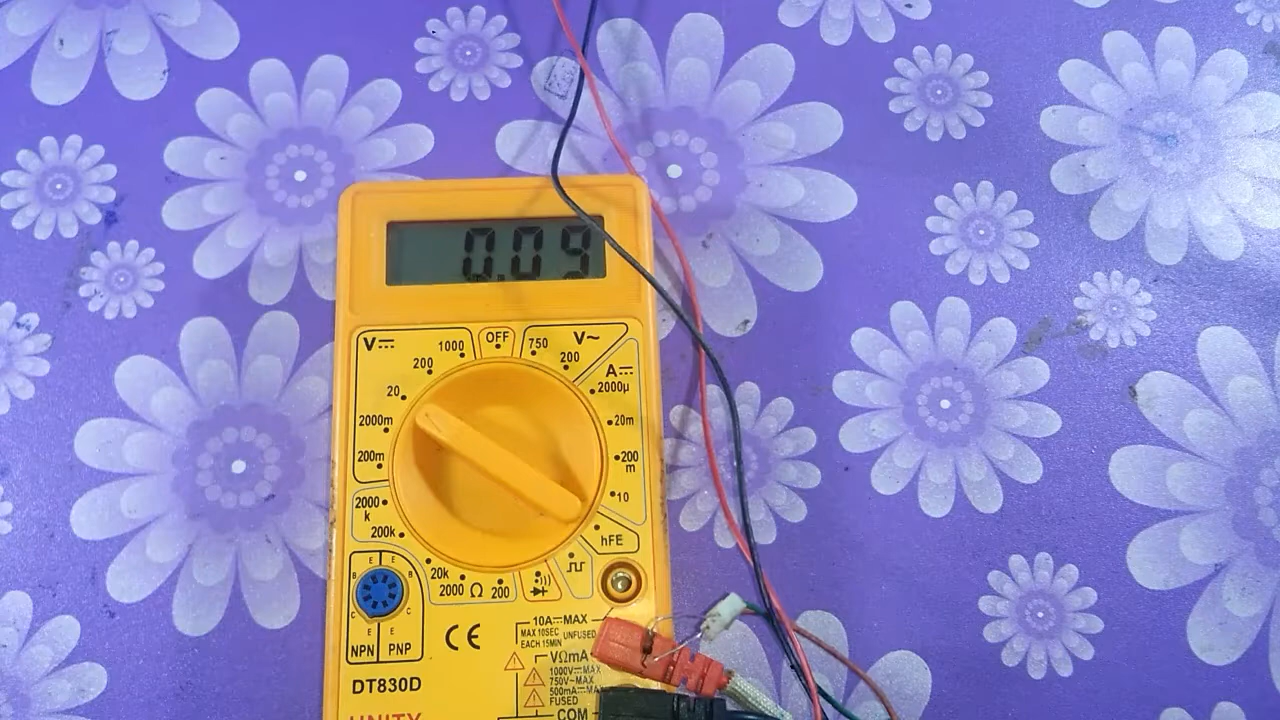 0.09
V⎓ 1000 OFF 750 V~
200 200 A⎓
20 2000µ
2000m 20m
200m 200
m
2000
k 10
200k hFE
20k
2000 Ω 200
E E
B B
C C
E E
NPN PNP
CE
DT830D
10A⎓MAX
MAX 10SEC UNFUSED
EACH 15MIN
VΩmA
1000V⎓MAX
750V~MAX
500mA⎓MAX
FUSED
COM
UNITY